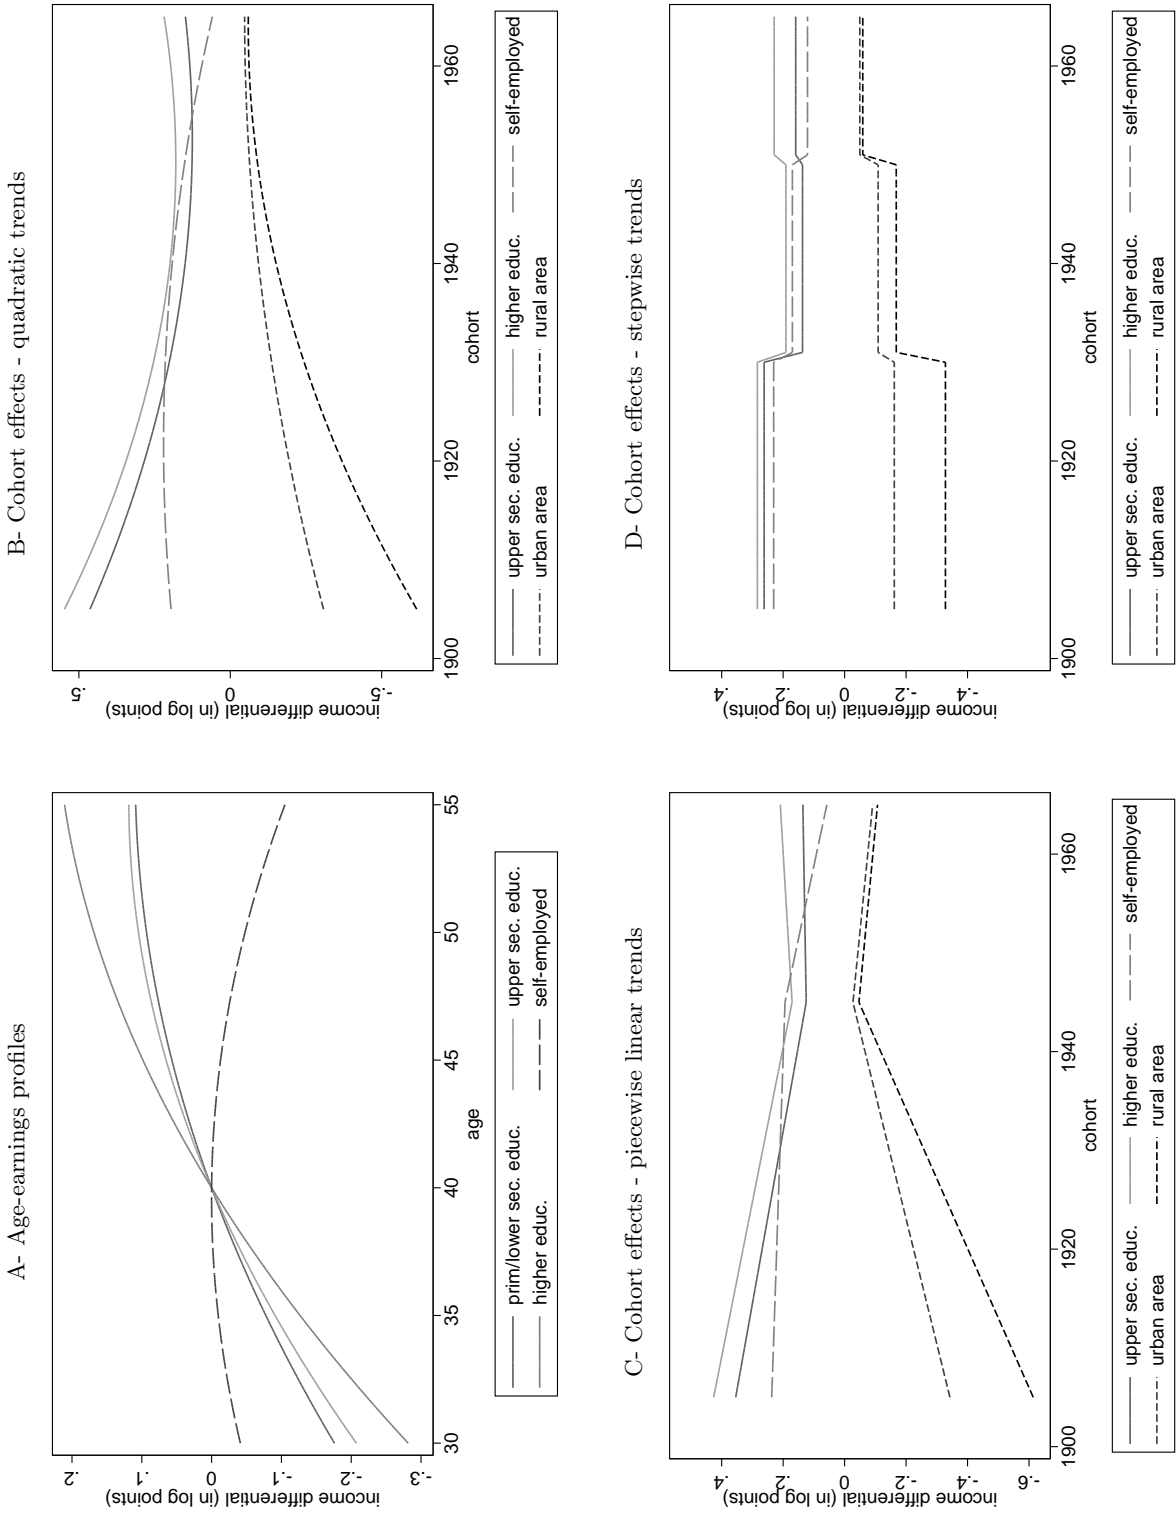 A- Age-earnings profiles
income differential (in log points)
.2
.1
0
-.1
-.2
-.3
30
35
40
45
50
55
age
prim/lower sec. educ.
upper sec. educ.
higher educ.
self-employed
B- Cohort effects - quadratic trends
income differential (in log points)
.5
0
-.5
1900
1920
1940
1960
cohort
upper sec. educ.
higher educ.
self-employed
urban area
rural area
C- Cohort effects - piecewise linear trends
income differential (in log points)
.4
.2
0
-.2
-.4
-.6
1900
1920
1940
1960
cohort
upper sec. educ.
higher educ.
self-employed
urban area
rural area
D- Cohort effects - stepwise trends
income differential (in log points)
.4
.2
0
-.2
-.4
1900
1920
1940
1960
cohort
upper sec. educ.
higher educ.
self-employed
urban area
rural area